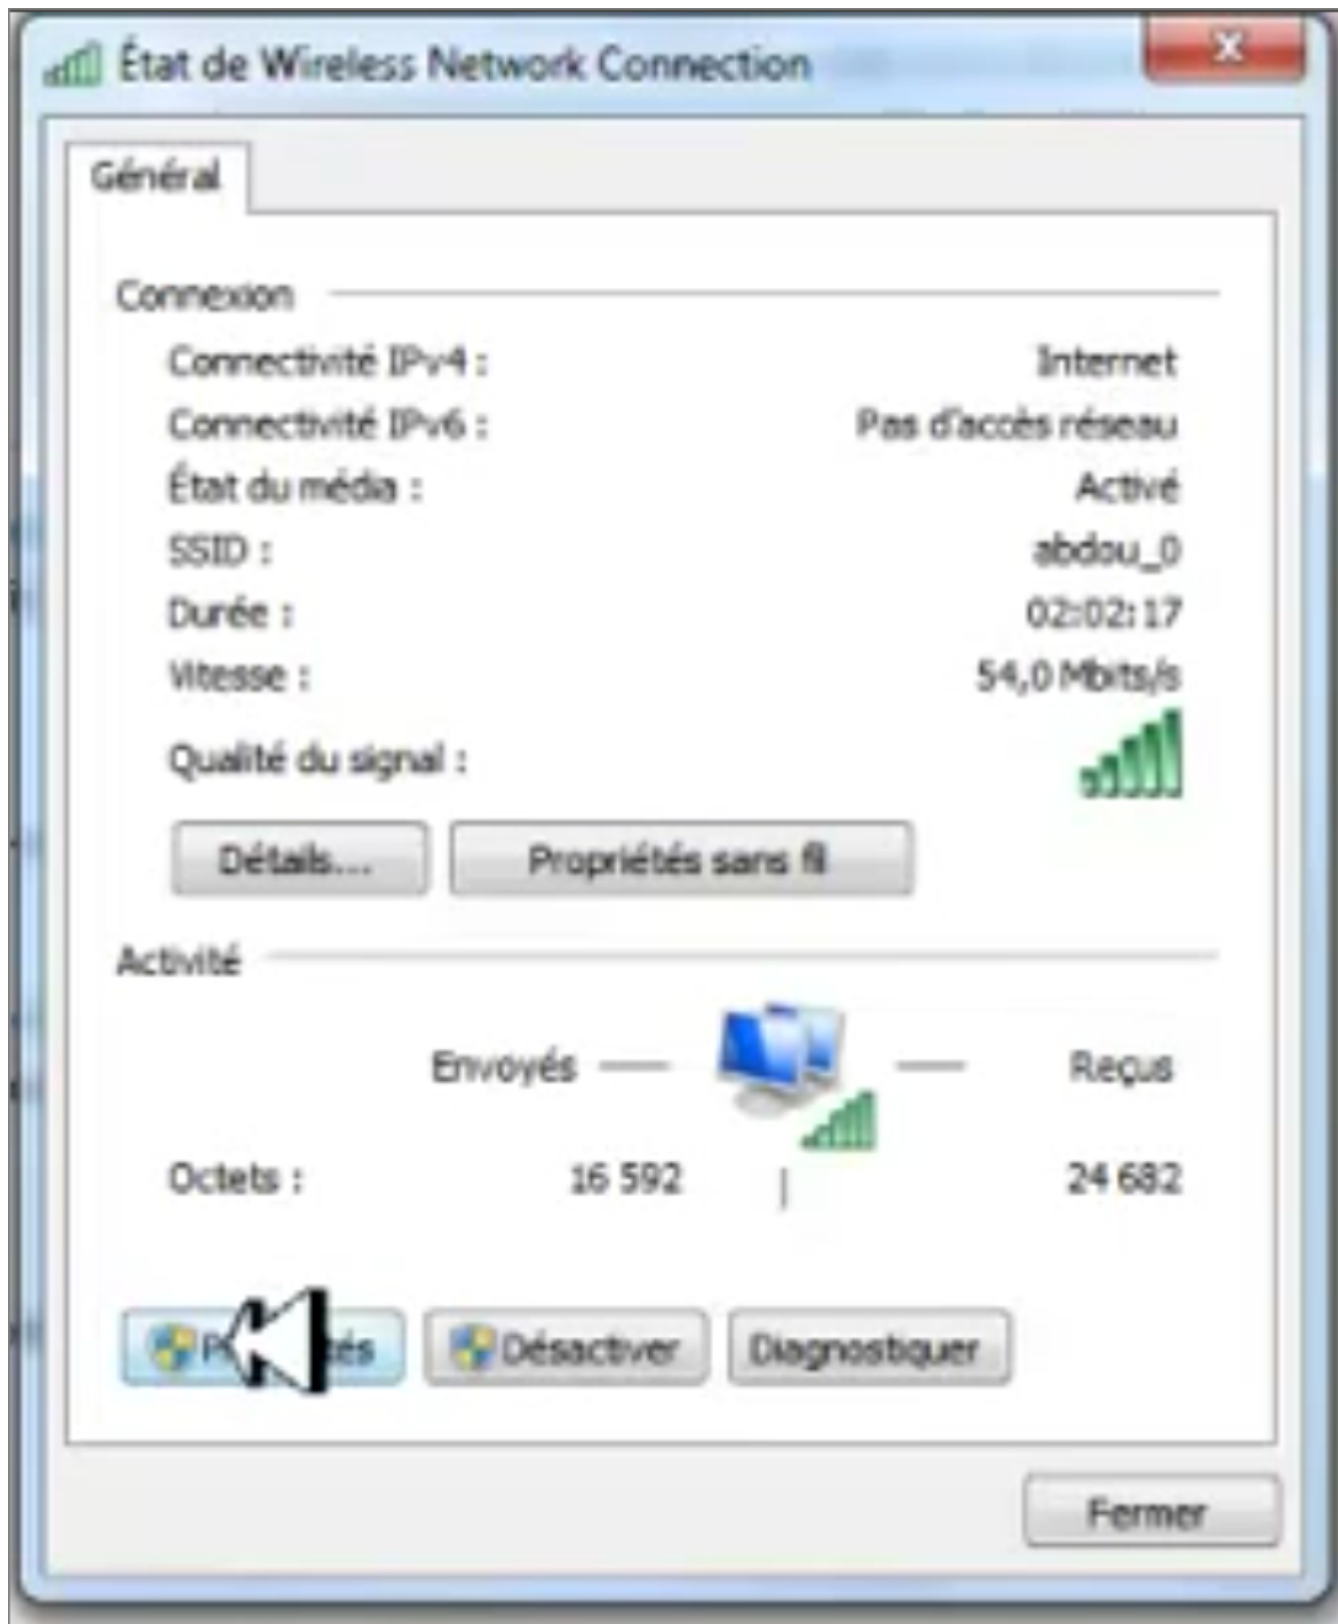 État de Wireless Network Connection
Général
Connexion
Connectivité IPv4 : Internet
Connectivité IPv6 : Pas d'accès réseau
État du média : Activé
SSID : abdou_0
Durée : 02:02:17
Vitesse : 54,0 Mbits/s
Qualité du signal :
Détails... Propriétés sans fil
Activité
Envoyés Reçus
Octets : 16 592 24 682
Désactiver Diagnostiquer
Fermer